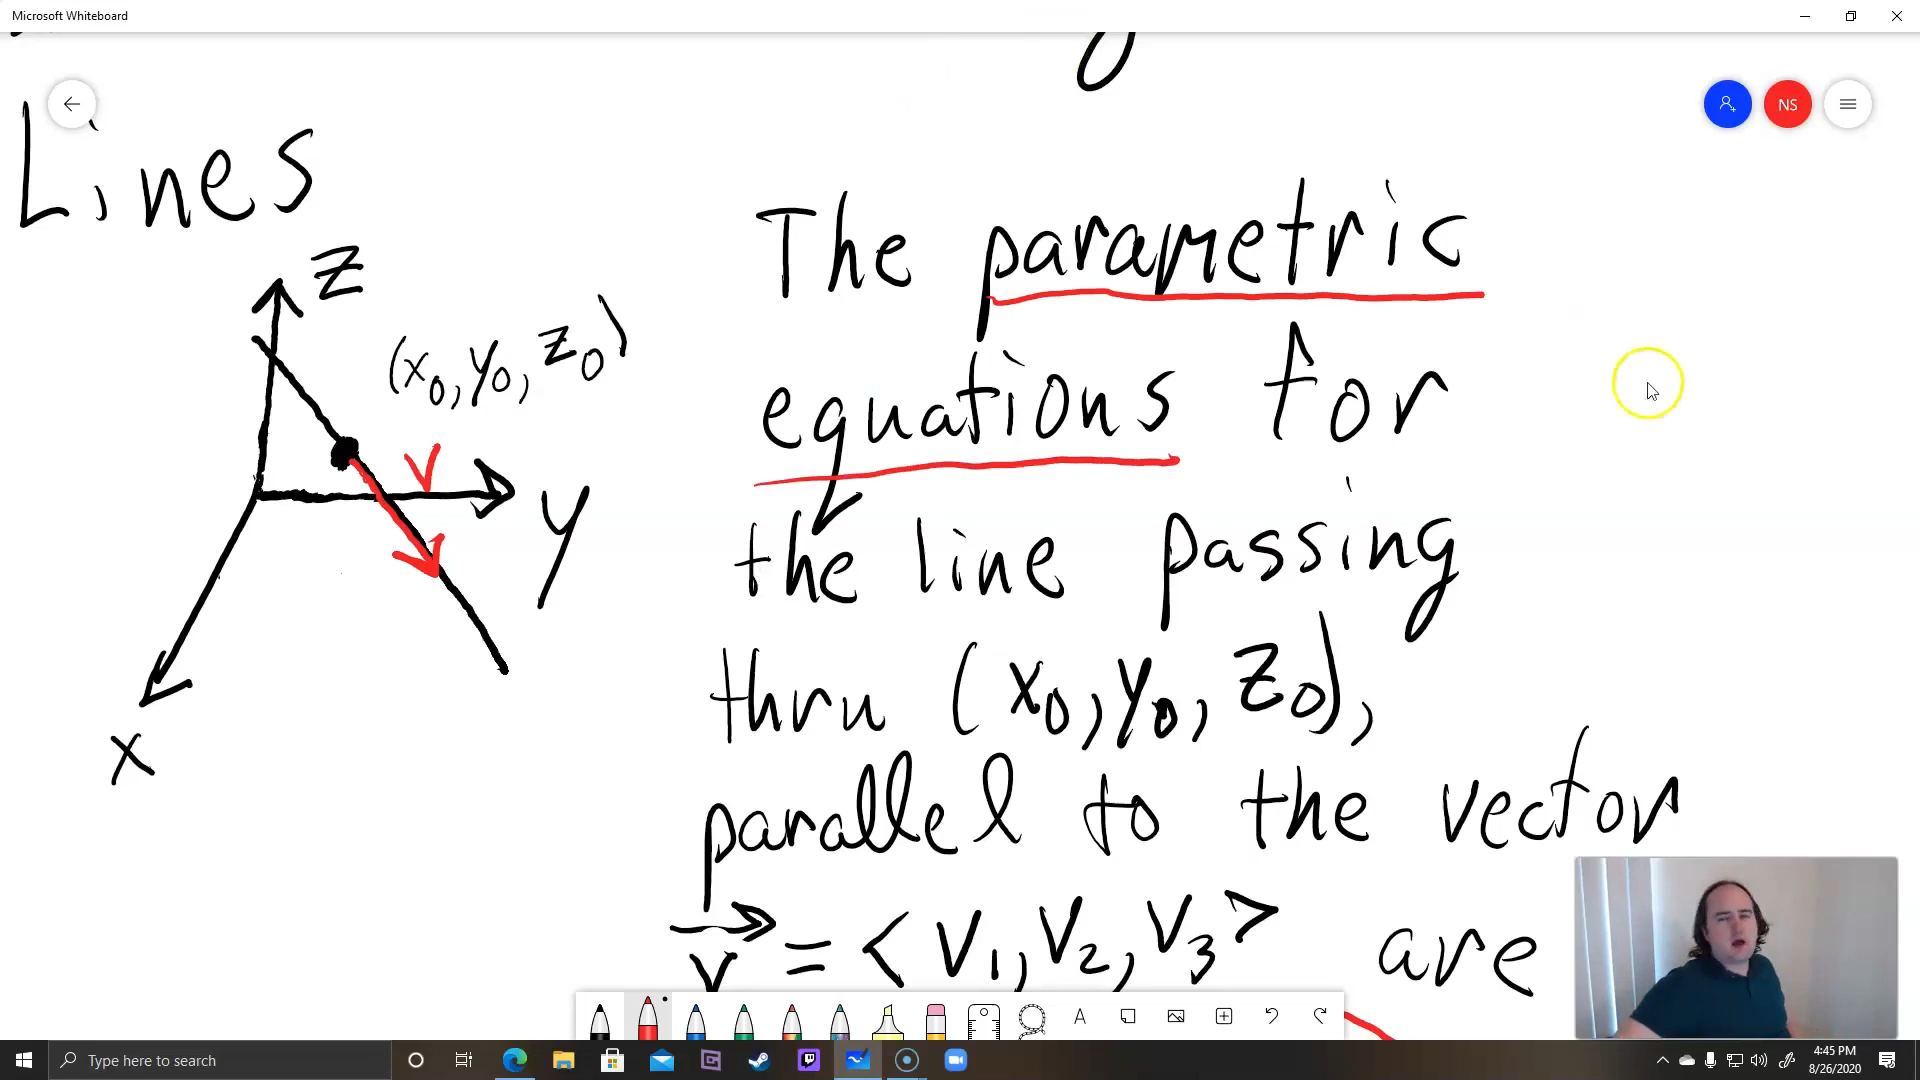 Microsoft Whiteboard
NS
Lines
z
(x₀, y₀, z₀)
v
y
x
The parametric
equations for
the line passing
thru (x₀, y₀, z₀),
parallel to the vector
v⃗ = <v₁, v₂, v₃> are
A
Type here to search
4:45 PM
8/26/2020